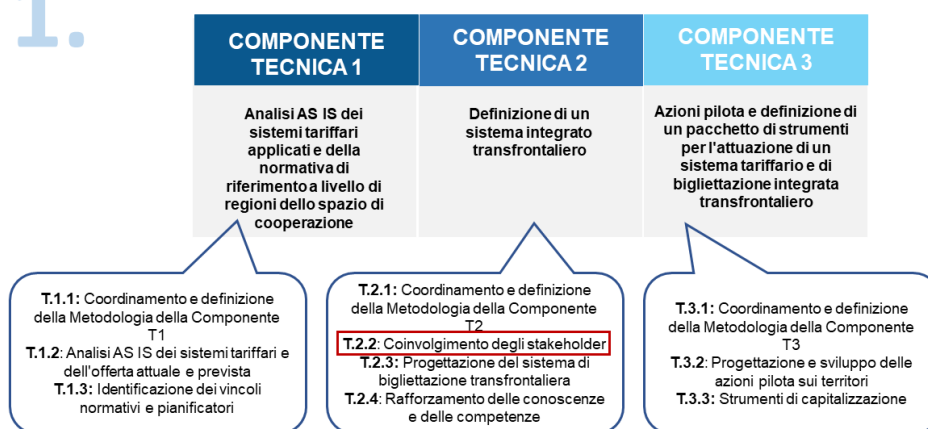 1.
COMPONENTE
TECNICA 1
COMPONENTE
TECNICA 2
COMPONENTE
TECNICA 3
Analisi AS IS dei
sistemi tariffari
applicati e della
normativa di
riferimento a livello di
regioni dello spazio di
cooperazione
Definizione di un
sistema integrato
transfrontaliero
Azioni pilota e definizione di
un pacchetto di strumenti
per l'attuazione di un
sistema tariffario e di
bigliettazione integrata
transfrontaliero
T.1.1: Coordinamento e definizione
della Metodologia della Componente
T1
T.1.2: Analisi AS IS dei sistemi tariffari e
dell'offerta attuale e prevista
T.1.3: Identificazione dei vincoli
normativi e pianificatori
T.2.1: Coordinamento e definizione
della Metodologia della Componente
T2
T.2.2: Coinvolgimento degli stakeholder
T.2.3: Progettazione del sistema di
bigliettazione transfrontaliera
T.2.4: Rafforzamento delle conoscenze
e delle competenze
T.3.1: Coordinamento e definizione
della Metodologia della Componente
T3
T.3.2: Progettazione e sviluppo delle
azioni pilota sui territori
T.3.3: Strumenti di capitalizzazione